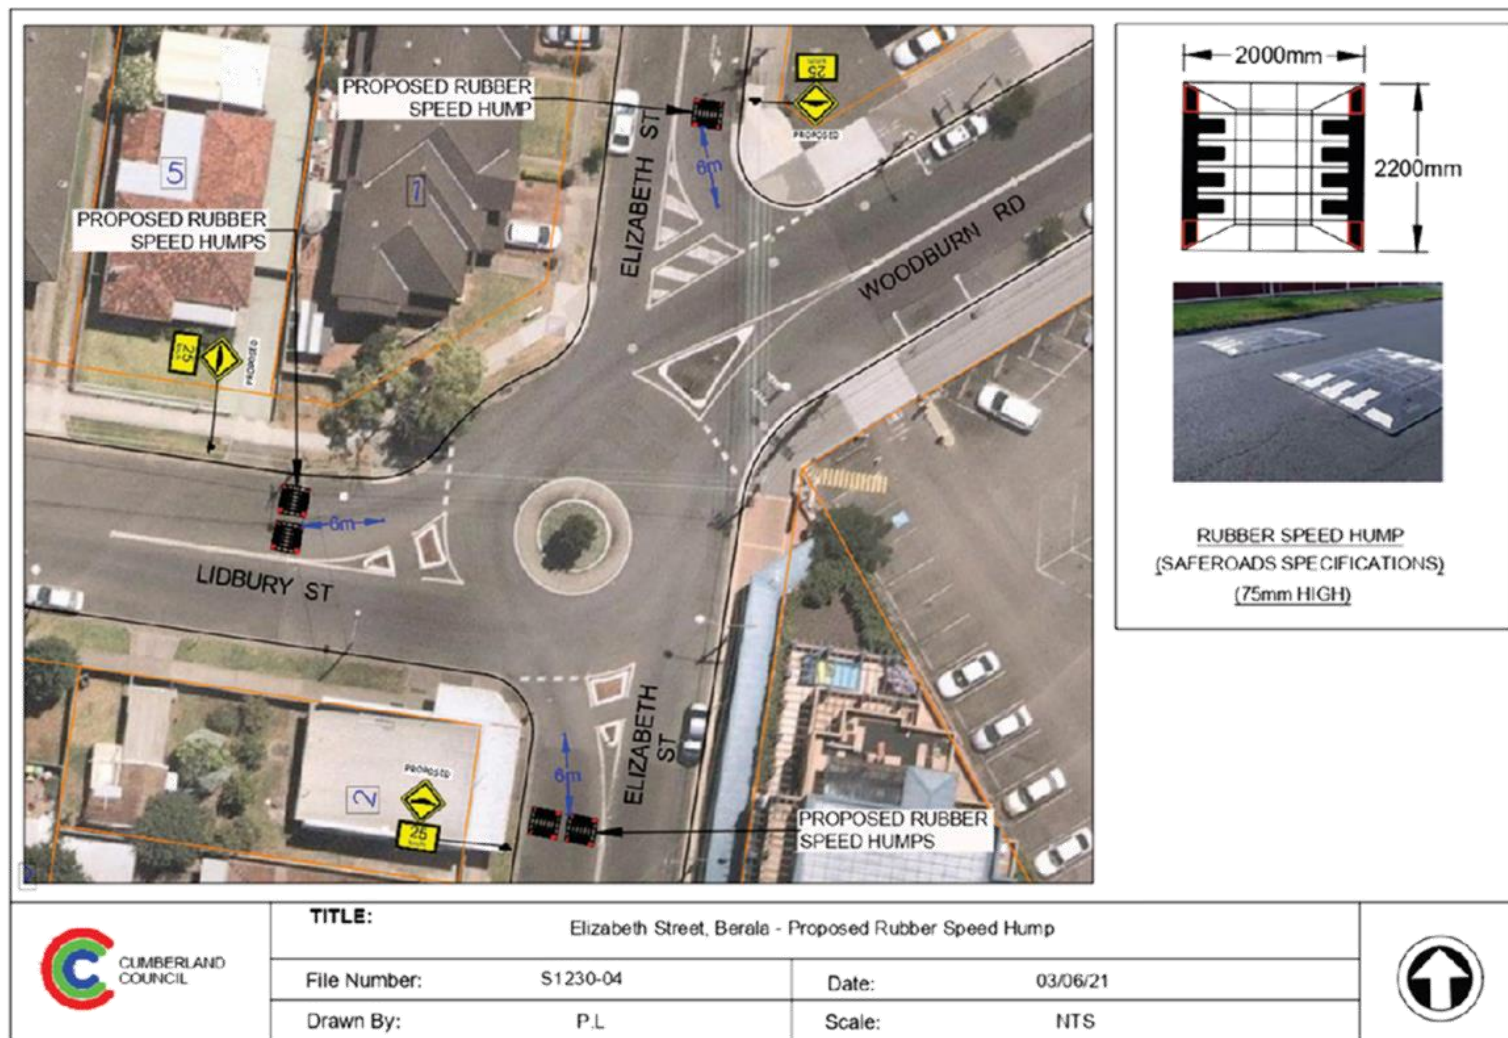 PROPOSED RUBBER
SPEED HUMP
25
PROPOSED
ELIZABETH ST
6m
5
1
PROPOSED RUBBER
SPEED HUMPS
WOODBURN RD
25
PROPOSED
6m
LIDBURY ST
ELIZABETH
ST
6m
PROPOSED
2
25
PROPOSED RUBBER
SPEED HUMPS
2000mm
2200mm
RUBBER SPEED HUMP
(SAFEROADS SPECIFICATIONS)
(75mm HIGH)
CUMBERLAND
COUNCIL
TITLE:
Elizabeth Street, Berala - Proposed Rubber Speed Hump
File Number: S1230-04
Date: 03/06/21
Drawn By: P.L
Scale: NTS